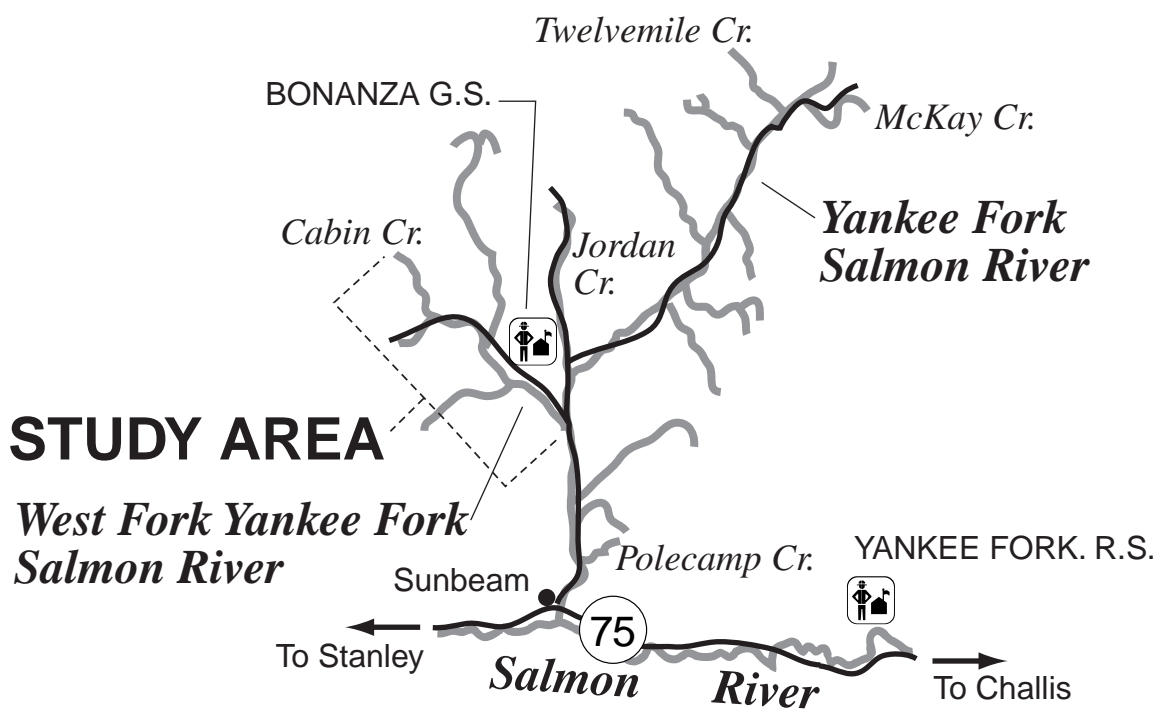 Twelvemile Cr.
BONANZA G.S.
McKay Cr.
Yankee Fork
Salmon River
Cabin Cr.
Jordan
Cr.
STUDY AREA
West Fork Yankee Fork
Salmon River
Polecamp Cr.
YANKEE FORK. R.S.
Sunbeam
75
To Stanley
Salmon River
To Challis